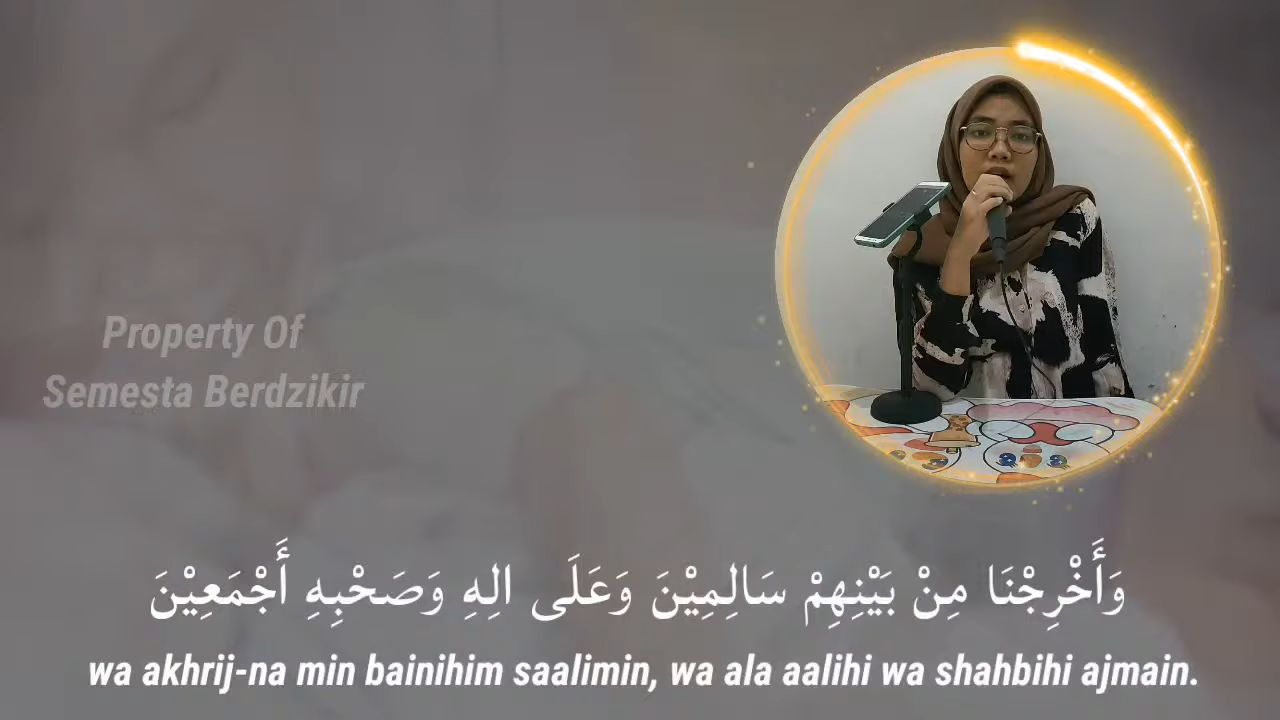 Property Of
Semesta Berdzikir
وَأَخْرِجْنَا مِنْ بَيْنِهِمْ سَالِمِيْنَ وَعَلَى الِهِ وَصَحْبِهِ أَجْمَعِيْنَ
wa akhrij-na min bainihim saalimin, wa ala aalihi wa shahbihi ajmain.